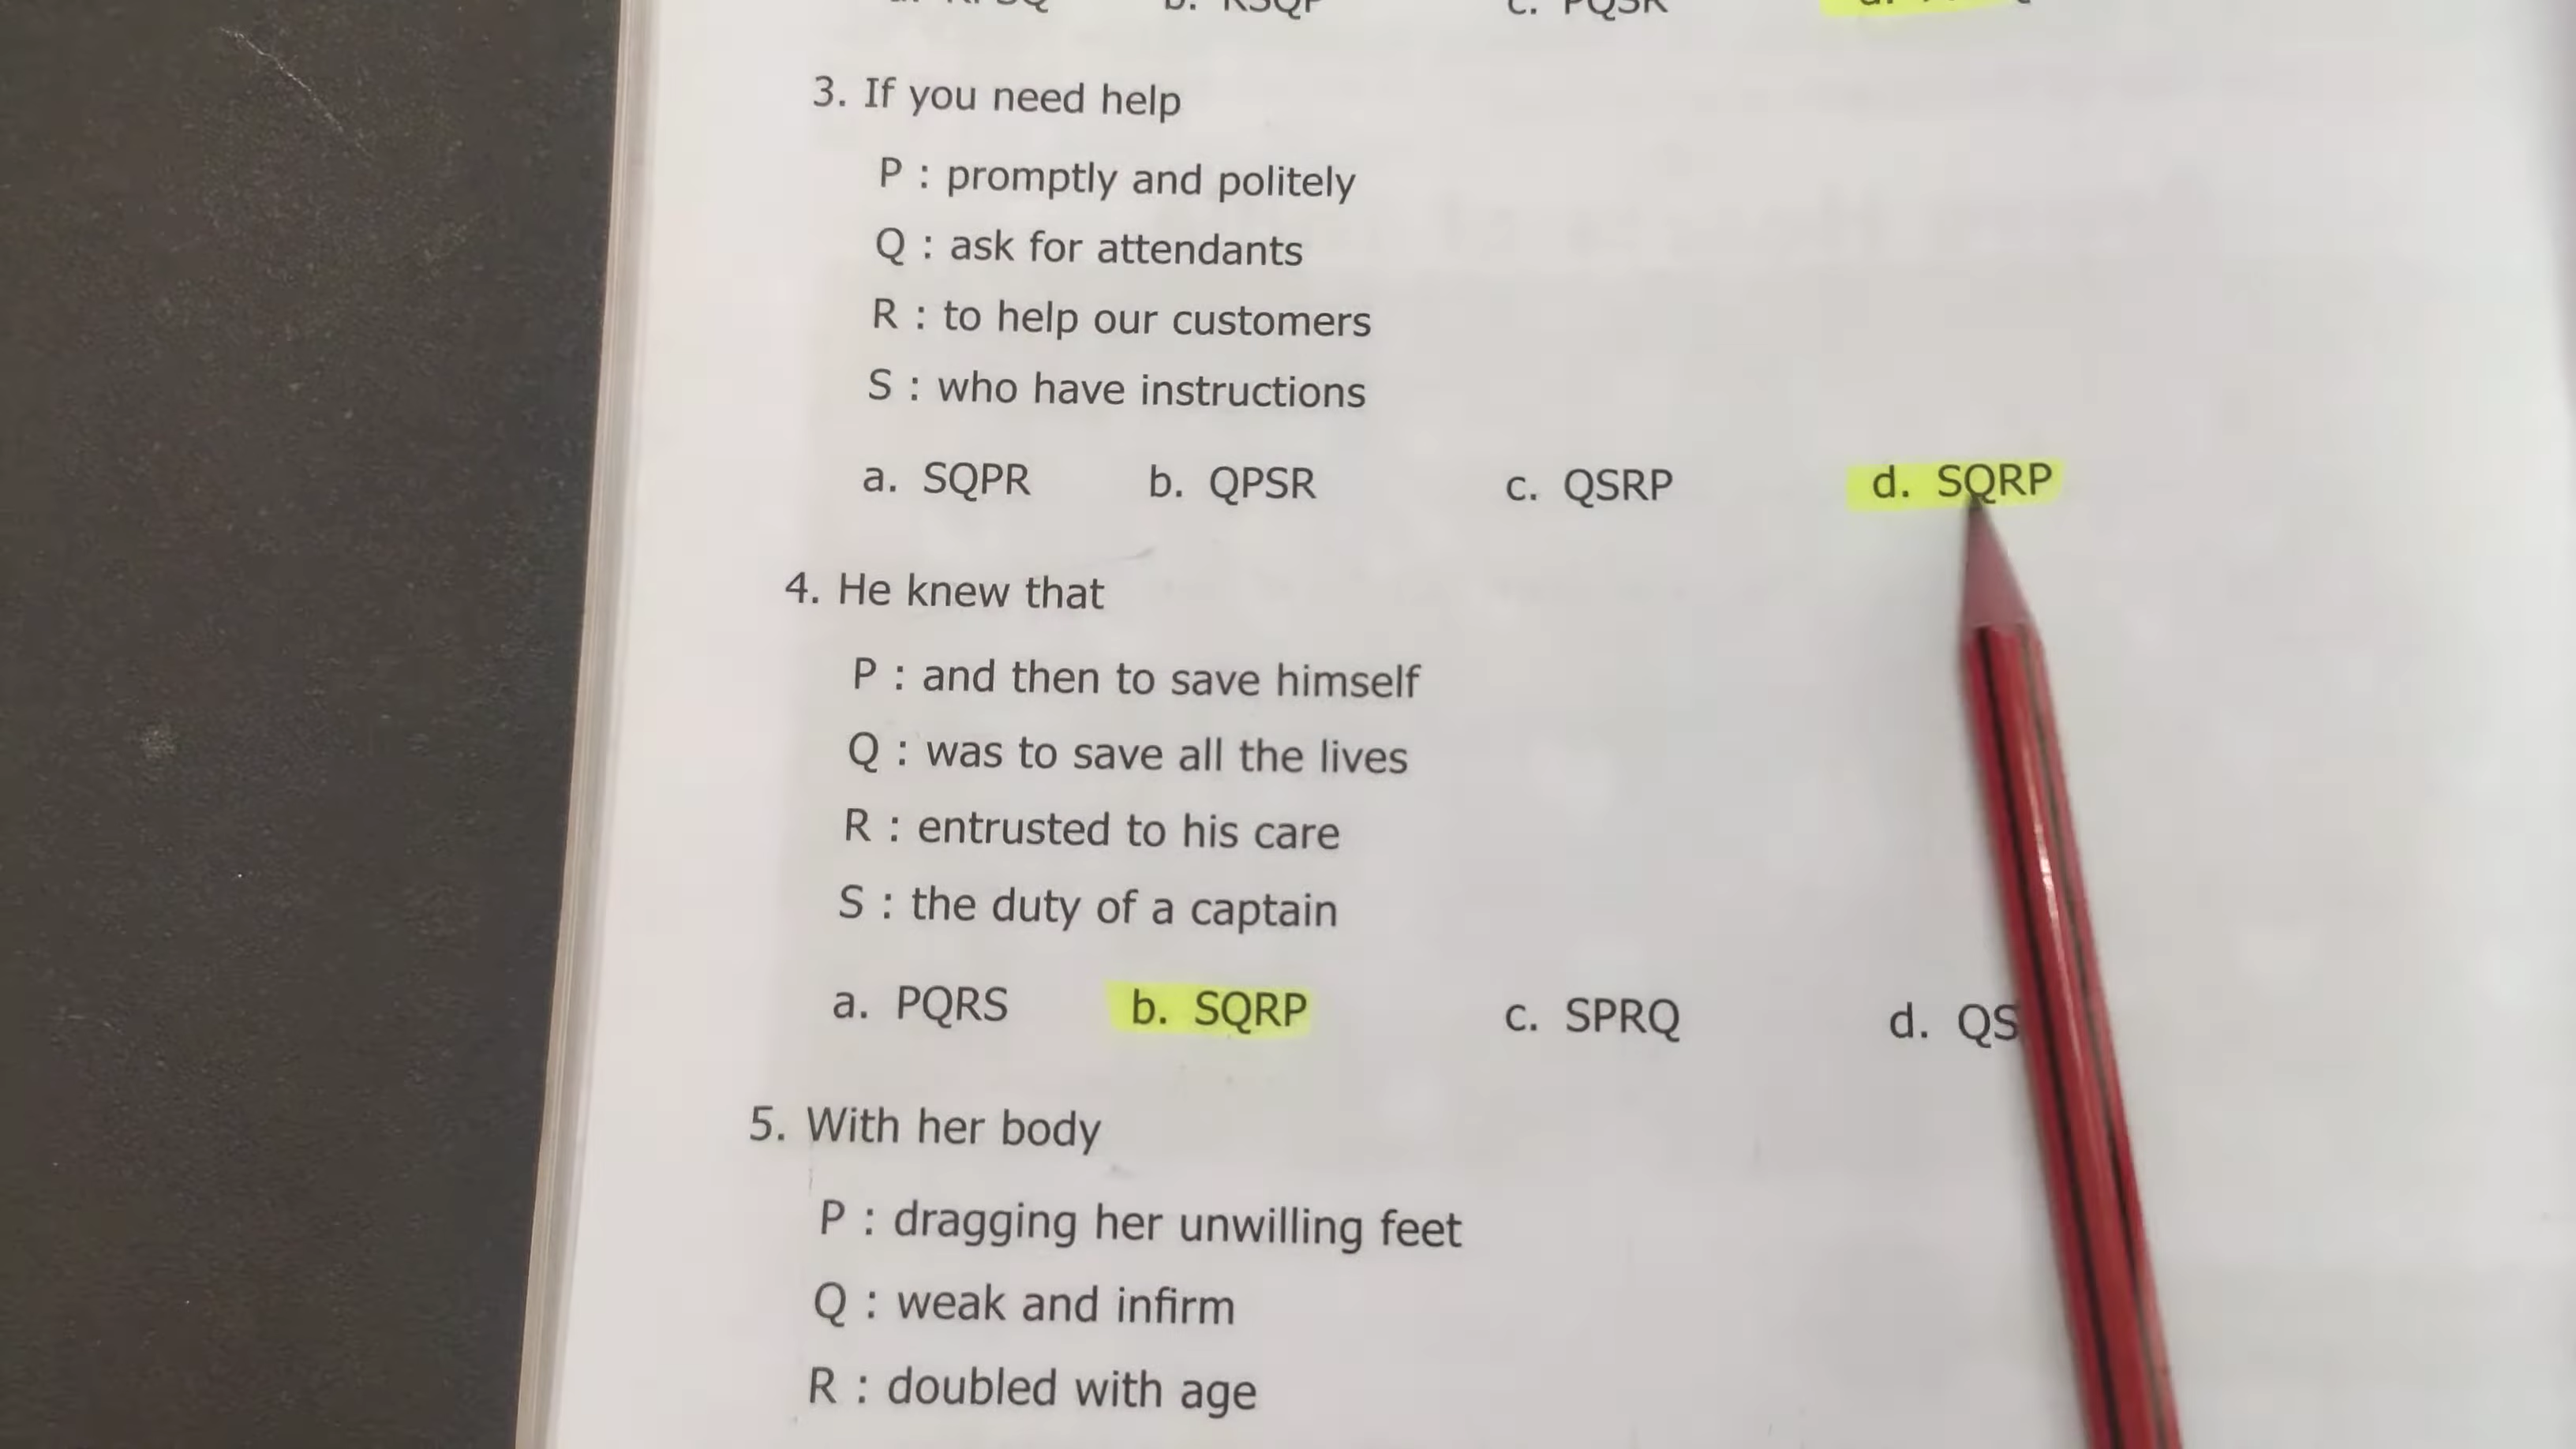 c. PQSR
3. If you need help
P : promptly and politely
Q : ask for attendants
R : to help our customers
S : who have instructions
a. SQPR b. QPSR c. QSRP d. SQRP
4. He knew that
P : and then to save himself
Q : was to save all the lives
R : entrusted to his care
S : the duty of a captain
a. PQRS b. SQRP c. SPRQ d. QS
5. With her body
P : dragging her unwilling feet
Q : weak and infirm
R : doubled with age